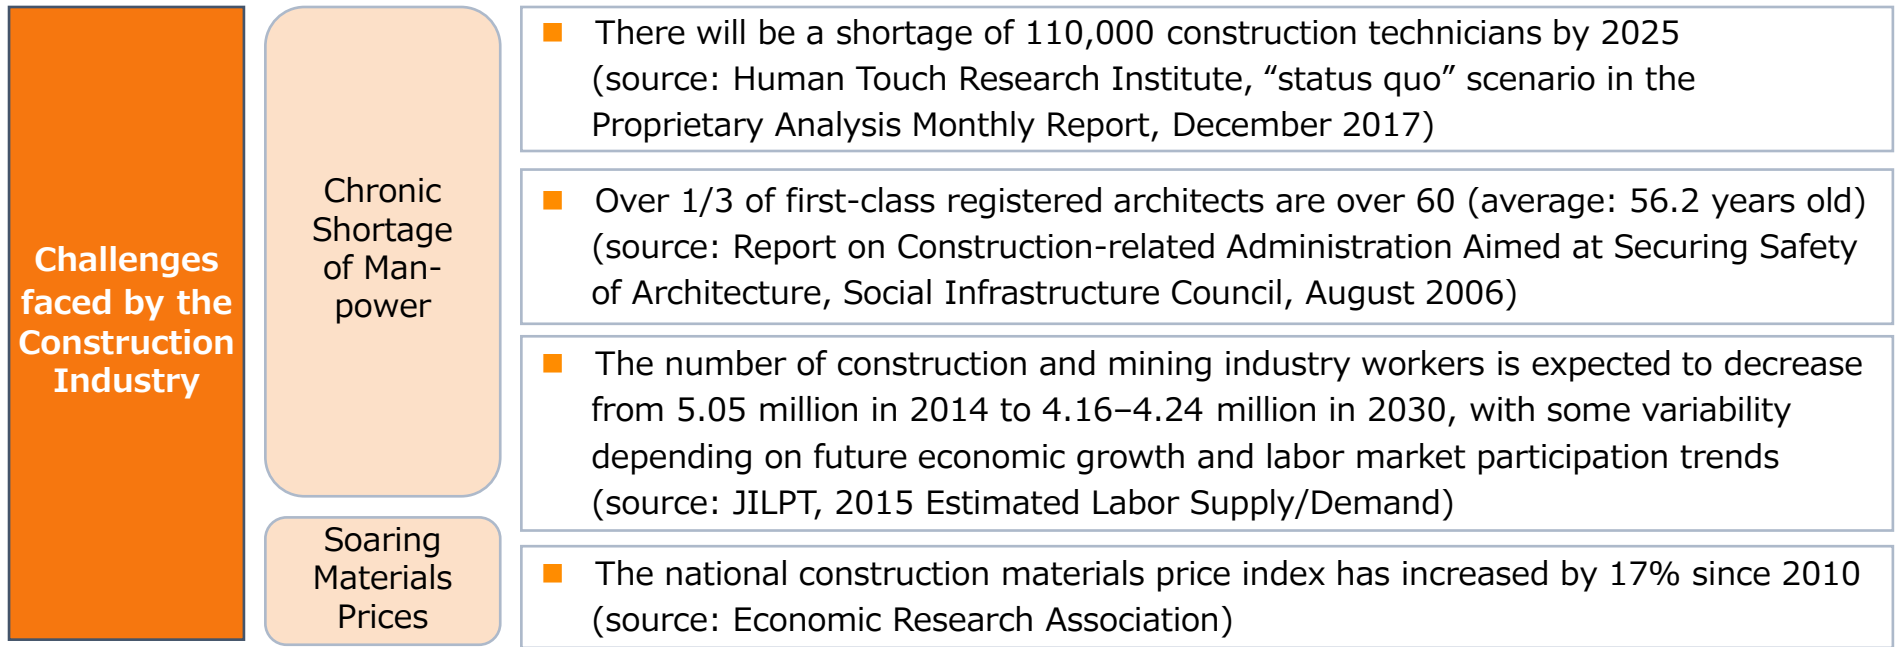 Challenges
faced by the
Construction
Industry
Chronic
Shortage
of Man-
power
■ There will be a shortage of 110,000 construction technicians by 2025
(source: Human Touch Research Institute, “status quo” scenario in the
Proprietary Analysis Monthly Report, December 2017)
■ Over 1/3 of first-class registered architects are over 60 (average: 56.2 years old)
(source: Report on Construction-related Administration Aimed at Securing Safety
of Architecture, Social Infrastructure Council, August 2006)
■ The number of construction and mining industry workers is expected to decrease
from 5.05 million in 2014 to 4.16–4.24 million in 2030, with some variability
depending on future economic growth and labor market participation trends
(source: JILPT, 2015 Estimated Labor Supply/Demand)
Soaring
Materials
Prices
■ The national construction materials price index has increased by 17% since 2010
(source: Economic Research Association)